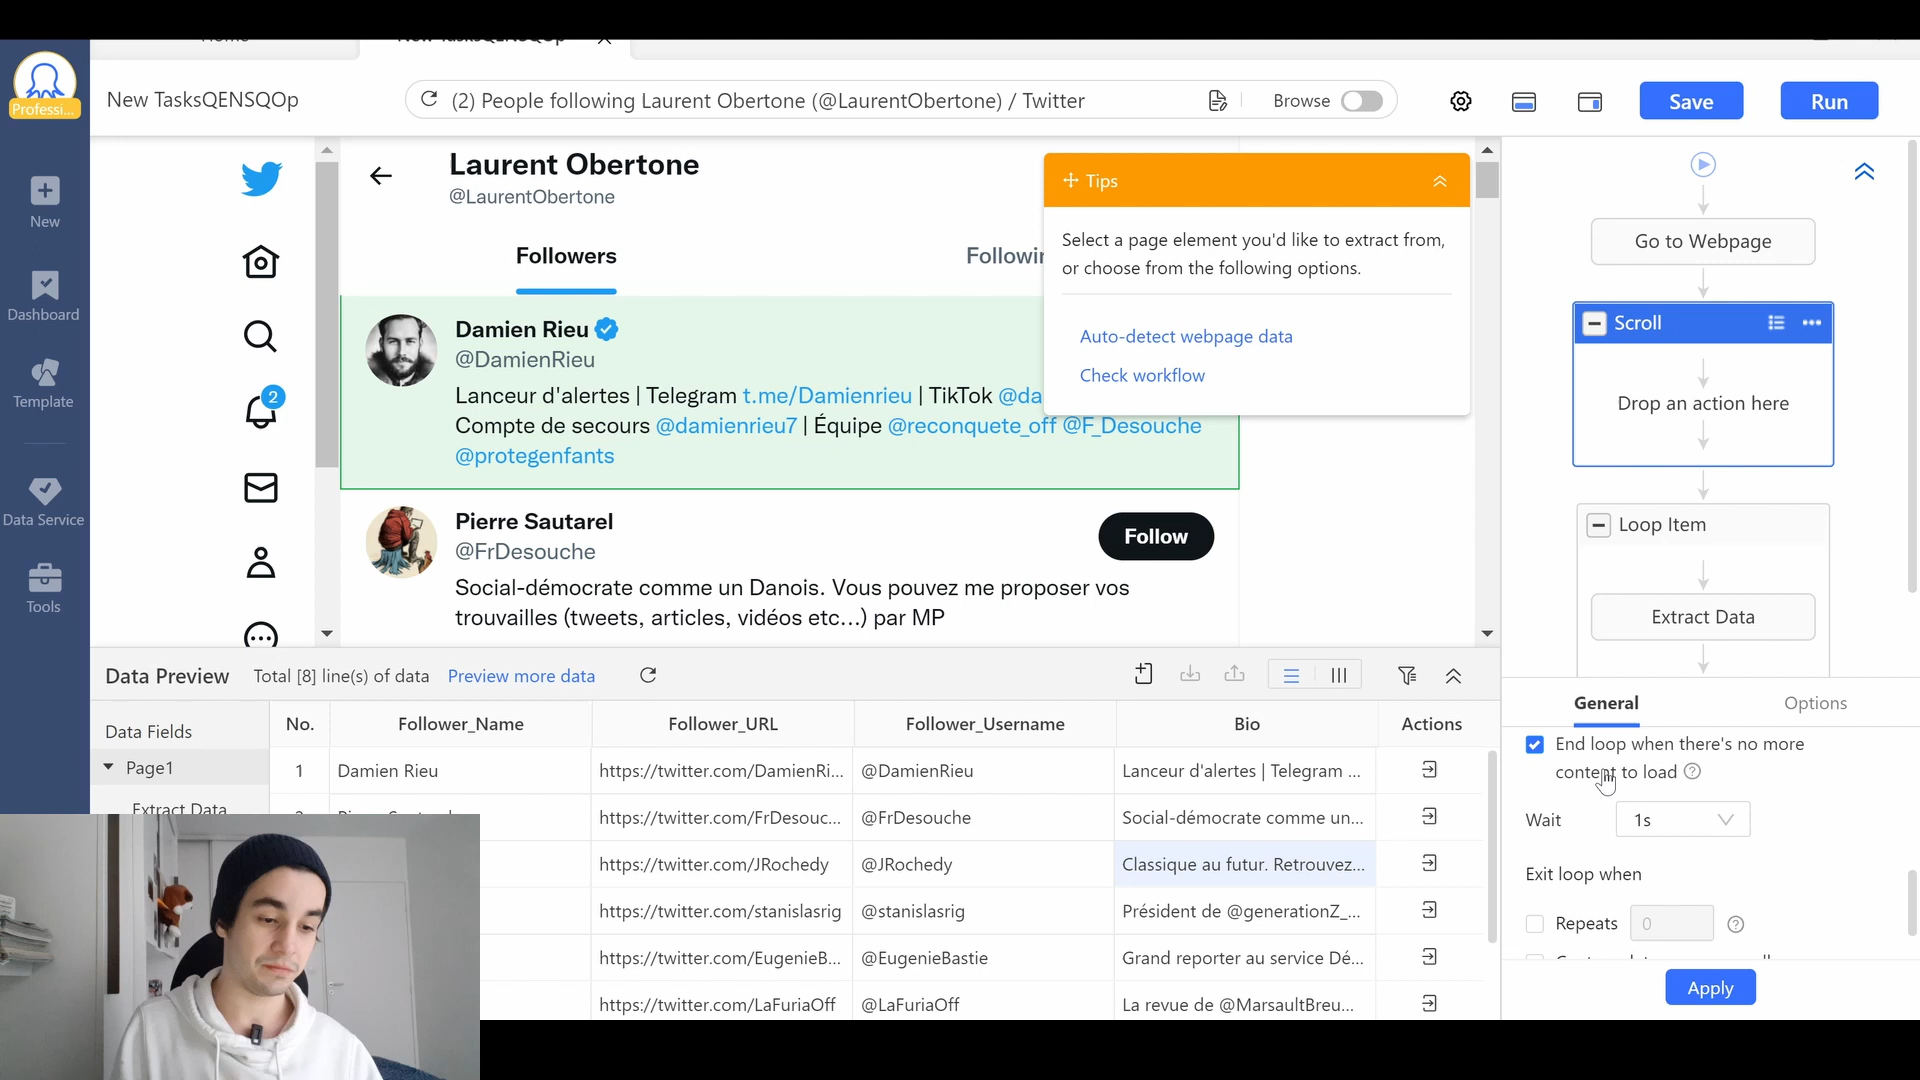 Professi...
New TasksQENSQOp
(2) People following Laurent Obertone (@LaurentObertone) / Twitter
Browse
Save
Run
New
Dashboard
Template
Data Service
Tools
Laurent Obertone
@LaurentObertone
Followers
Followin
2
Damien Rieu
@DamienRieu
Lanceur d'alertes | Telegram t.me/Damienrieu | TikTok @da
Compte de secours @damienrieu7 | Équipe @reconquete_off @F_Desouche
@protegenfants
Pierre Sautarel
@FrDesouche
Follow
Social-démocrate comme un Danois. Vous pouvez me proposer vos
trouvailles (tweets, articles, vidéos etc...) par MP
Tips
Select a page element you'd like to extract from,
or choose from the following options.
Auto-detect webpage data
Check workflow
Go to Webpage
Scroll
Drop an action here
Loop Item
Extract Data
General
Options
End loop when there's no more
content to load
Wait
1s
Exit loop when
Repeats
0
Apply
Data Preview
Total [8] line(s) of data
Preview more data
Data Fields
Page1
Extract Data
No.
Follower_Name
Follower_URL
Follower_Username
Bio
Actions
1
Damien Rieu
https://twitter.com/DamienRi...
@DamienRieu
Lanceur d'alertes | Telegram ...
https://twitter.com/FrDesouc...
@FrDesouche
Social-démocrate comme un...
https://twitter.com/JRochedy
@JRochedy
Classique au futur. Retrouvez...
https://twitter.com/stanislasrig
@stanislasrig
Président de @generationZ_...
https://twitter.com/EugenieB...
@EugenieBastie
Grand reporter au service Dé...
https://twitter.com/LaFuriaOff
@LaFuriaOff
La revue de @MarsaultBreu...